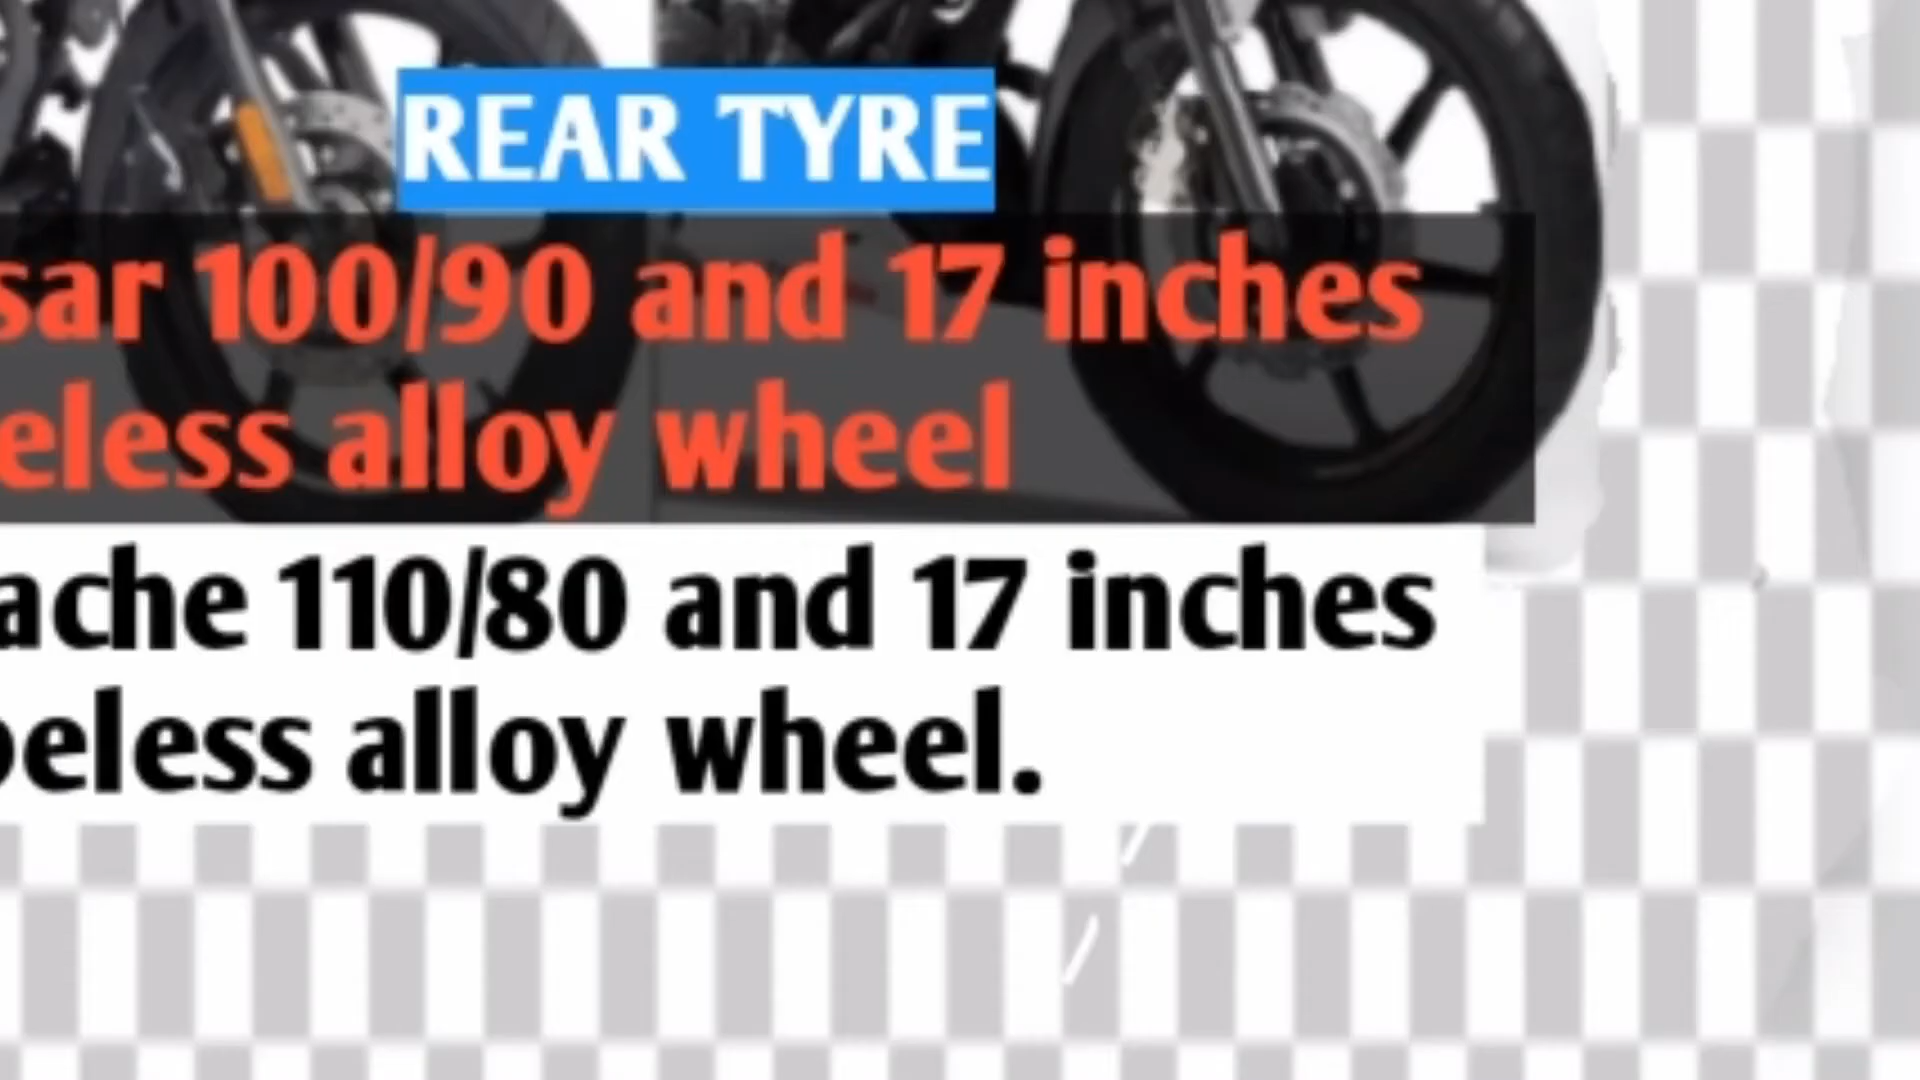 REAR TYRE
sar 100/90 and 17 inches
eless alloy wheel
ache 110/80 and 17 inches
beless alloy wheel.